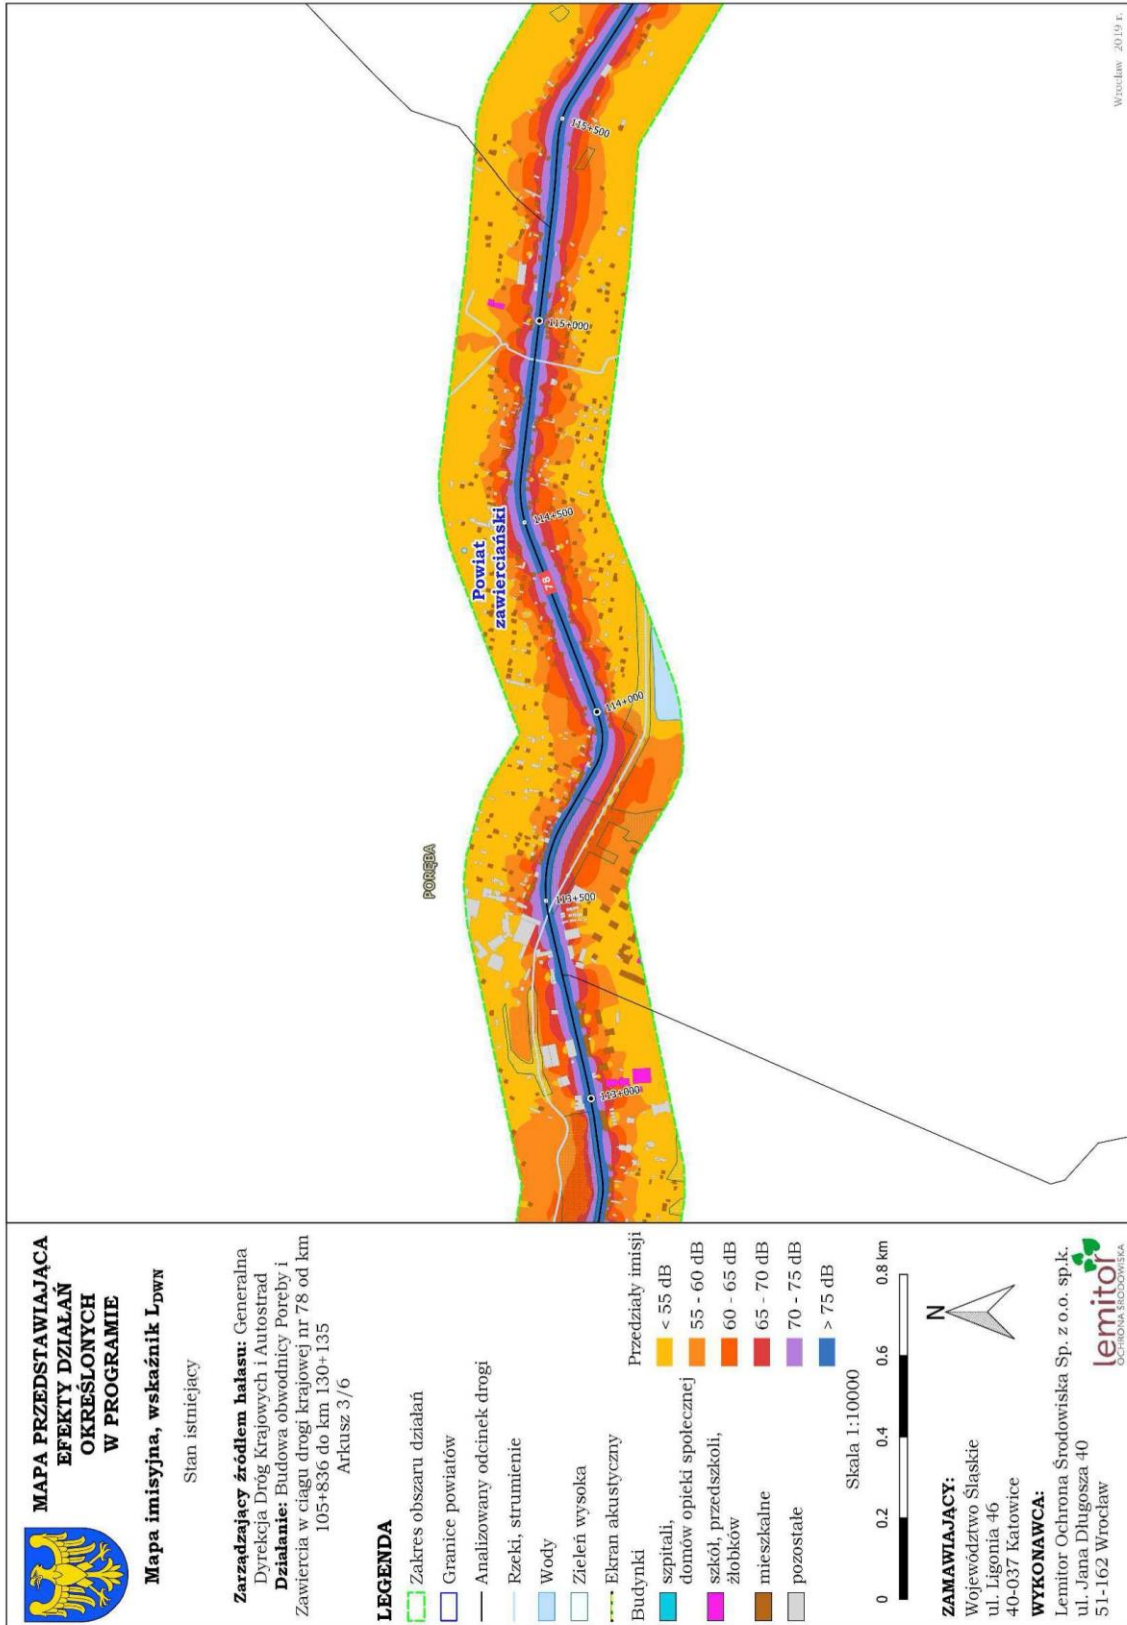 MAPA PRZEDSTAWIAJĄCA
EFEKTY DZIAŁAŃ
OKREŚLONYCH
W PROGRAMIE
Mapa imisyjna, wskaźnik LDWN
Stan istniejący
Zarządzający źródłem hałasu: Generalna
Dyrekcja Dróg Krajowych i Autostrad
Działanie: Budowa obwodnicy Poręby i
Zawiercia w ciągu drogi krajowej nr 78 od km
105+836 do km 130+135
Arkusz 3/6
LEGENDA
Zakres obszaru działań
Granice powiatów
Analizowany odcinek drogi
Rzeki, strumienie
Wody
Zieleń wysoka
Ekran akustyczny
Budynki
szpitali,
domów opieki społecznej
szkół, przedszkoli,
żłobków
mieszkalne
pozostałe
Przedziały imisji
< 55 dB
55 - 60 dB
60 - 65 dB
65 - 70 dB
70 - 75 dB
> 75 dB
Skala 1:10000
0 0.2 0.4 0.6 0.8 km
N
ZAMAWIAJĄCY:
Województwo Śląskie
ul. Ligonia 46
40-037 Katowice
WYKONAWCA:
Lemitor Ochrona Środowiska Sp. z o.o. sp.k.
ul. Jana Długosza 40
51-162 Wrocław
lemitor
OCHRONA ŚRODOWISKA
PORĘBA
Powiat
zawierciański
78
113+000
113+500
114+000
114+500
115+000
115+500
Wrocław 2019 r.